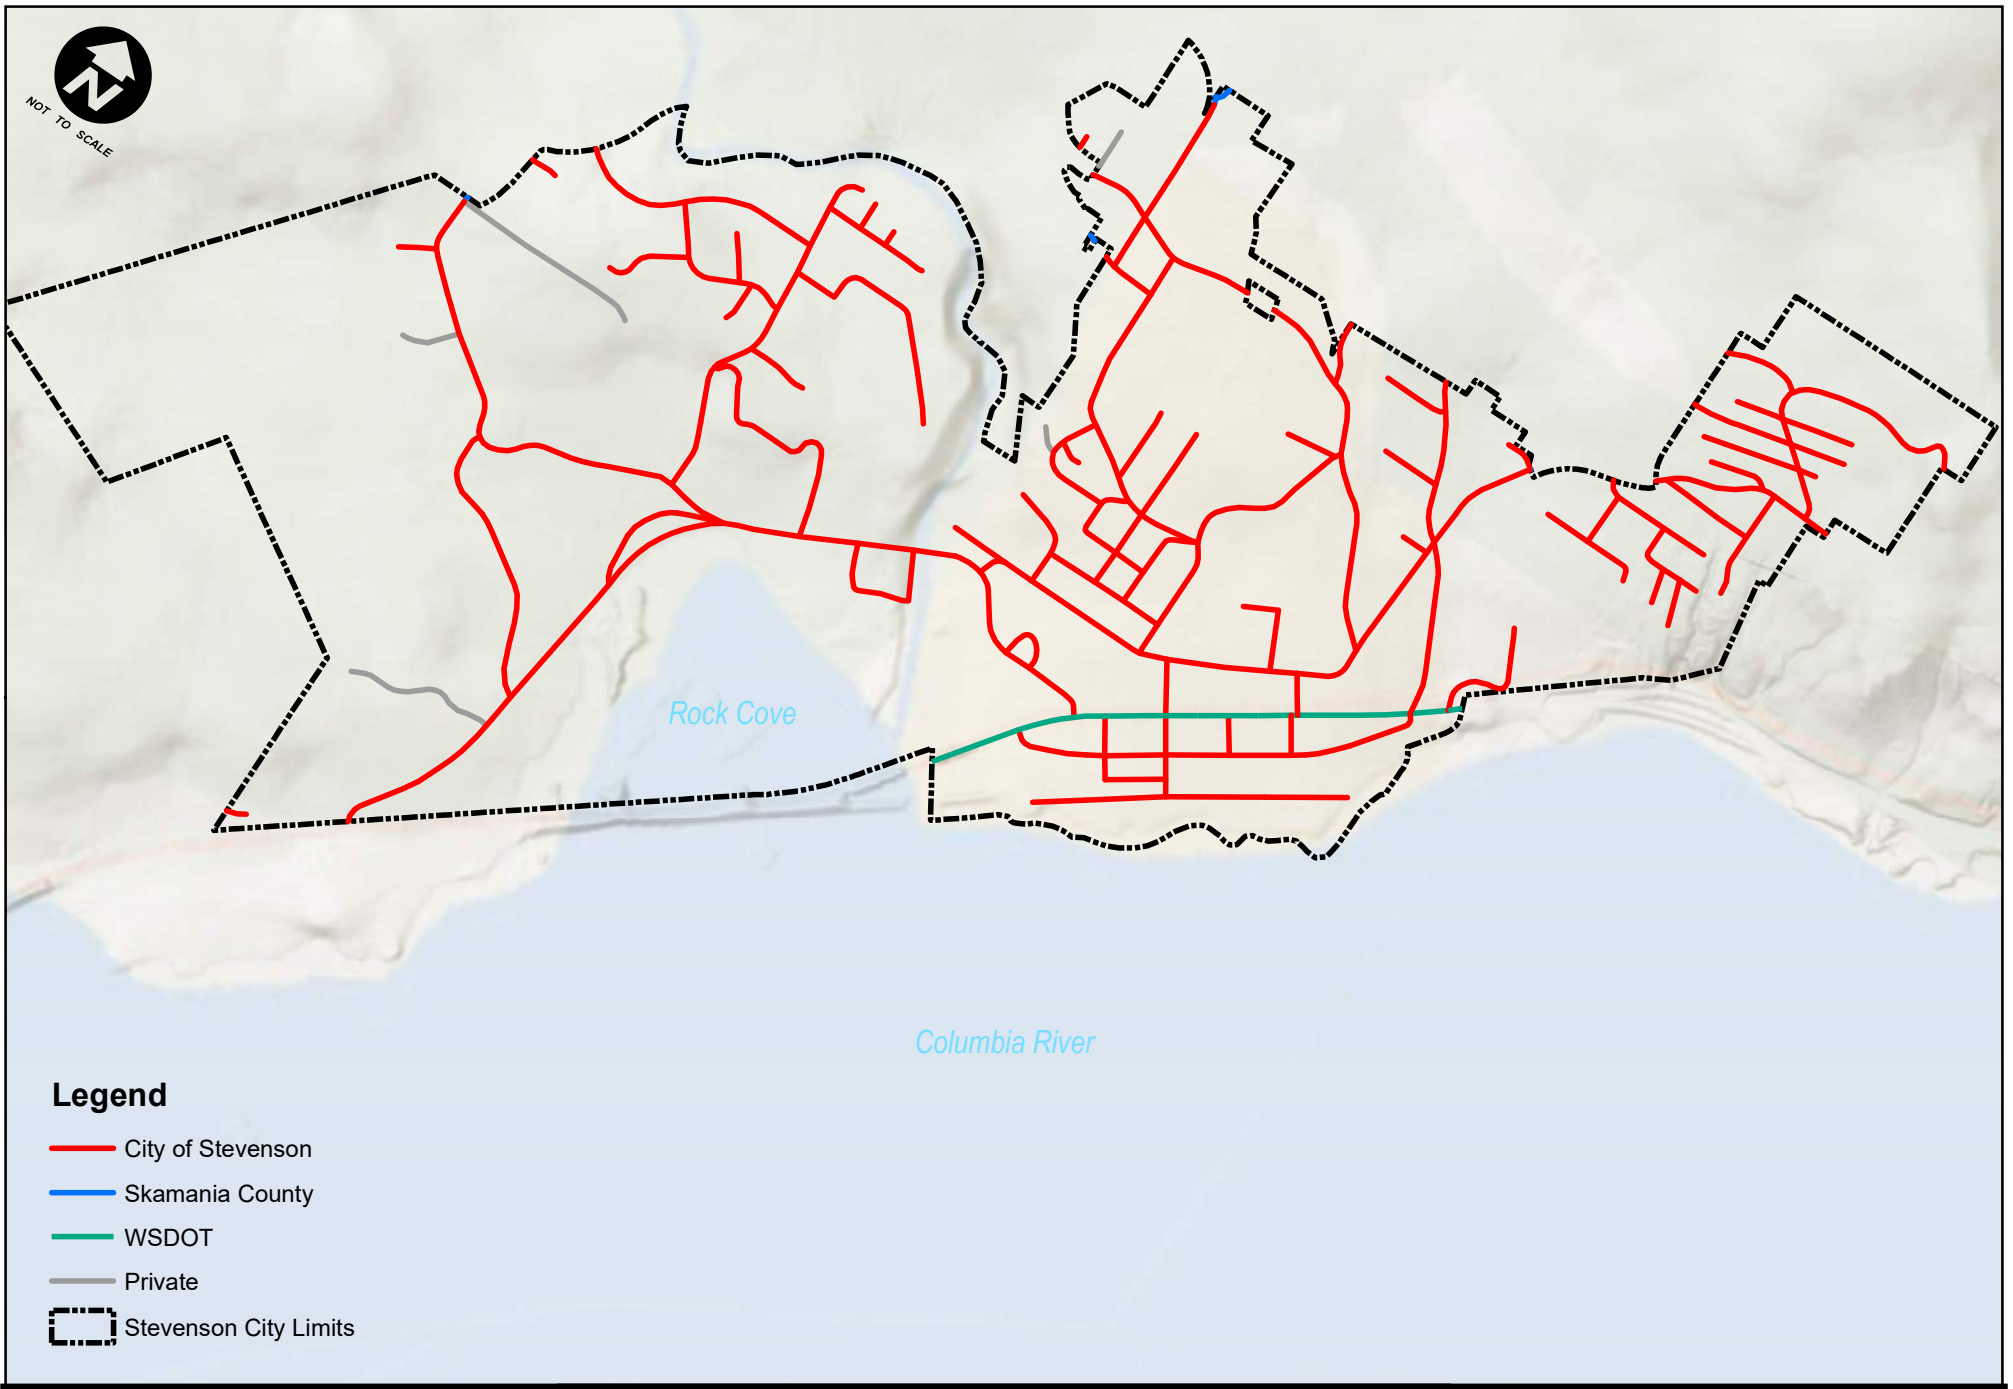 N
NOT TO SCALE
Rock Cove
Columbia River
Legend
City of Stevenson
Skamania County
WSDOT
Private
Stevenson City Limits